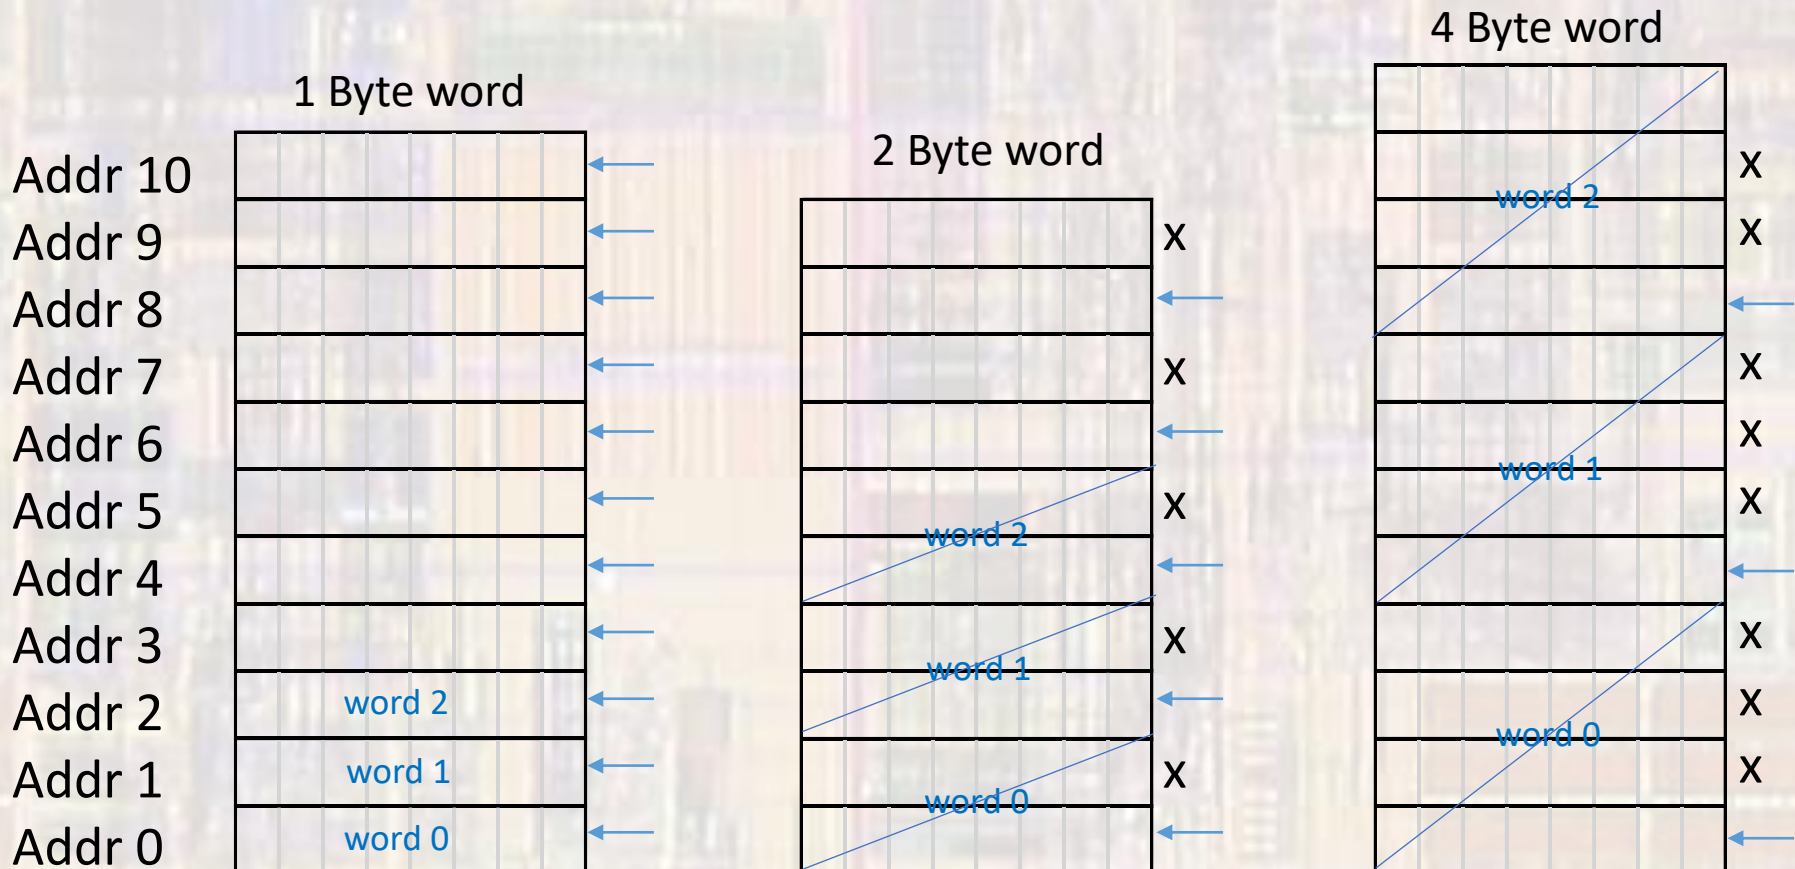 4 Byte word
1 Byte word
2 Byte word
Addr 10
x
word 2
Addr 9
x
x
Addr 8
Addr 7
x
x
Addr 6
x
word 1
Addr 5
x
x
word 2
Addr 4
Addr 3
x
x
word 1
Addr 2
word 2
x
word 0
Addr 1
word 1
x
x
word 0
Addr 0
word 0